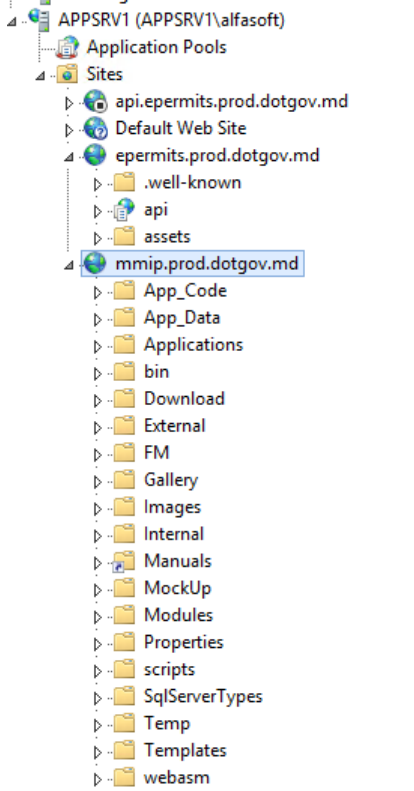 APPSRV1 (APPSRV1\alfasoft)
Application Pools
Sites
api.epermits.prod.dotgov.md
Default Web Site
epermits.prod.dotgov.md
.well-known
api
assets
mmip.prod.dotgov.md
App_Code
App_Data
Applications
bin
Download
External
FM
Gallery
Images
Internal
Manuals
MockUp
Modules
Properties
scripts
SqlServerTypes
Temp
Templates
webasm